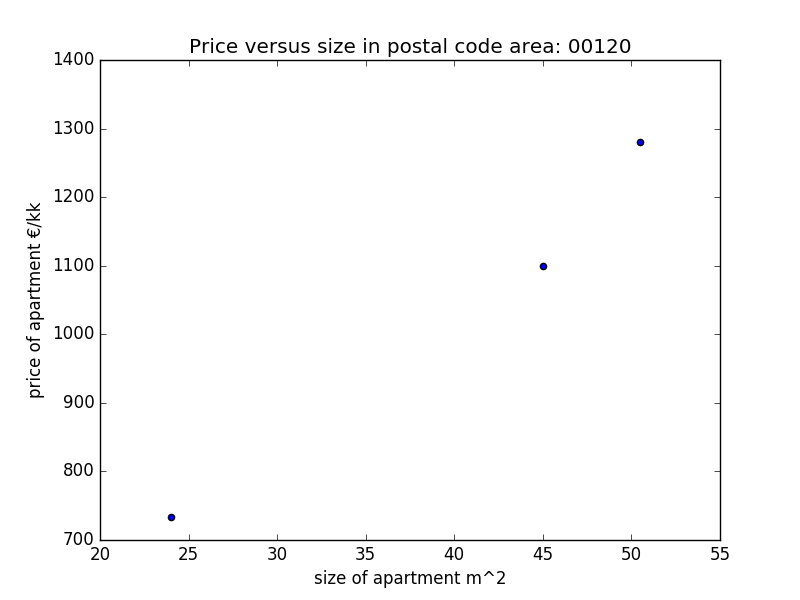 Price versus size in postal code area: 00120
1400
1300
1200
1100
1000
900
800
700
price of apartment €/kk
20 25 30 35 40 45 50 55
size of apartment m^2